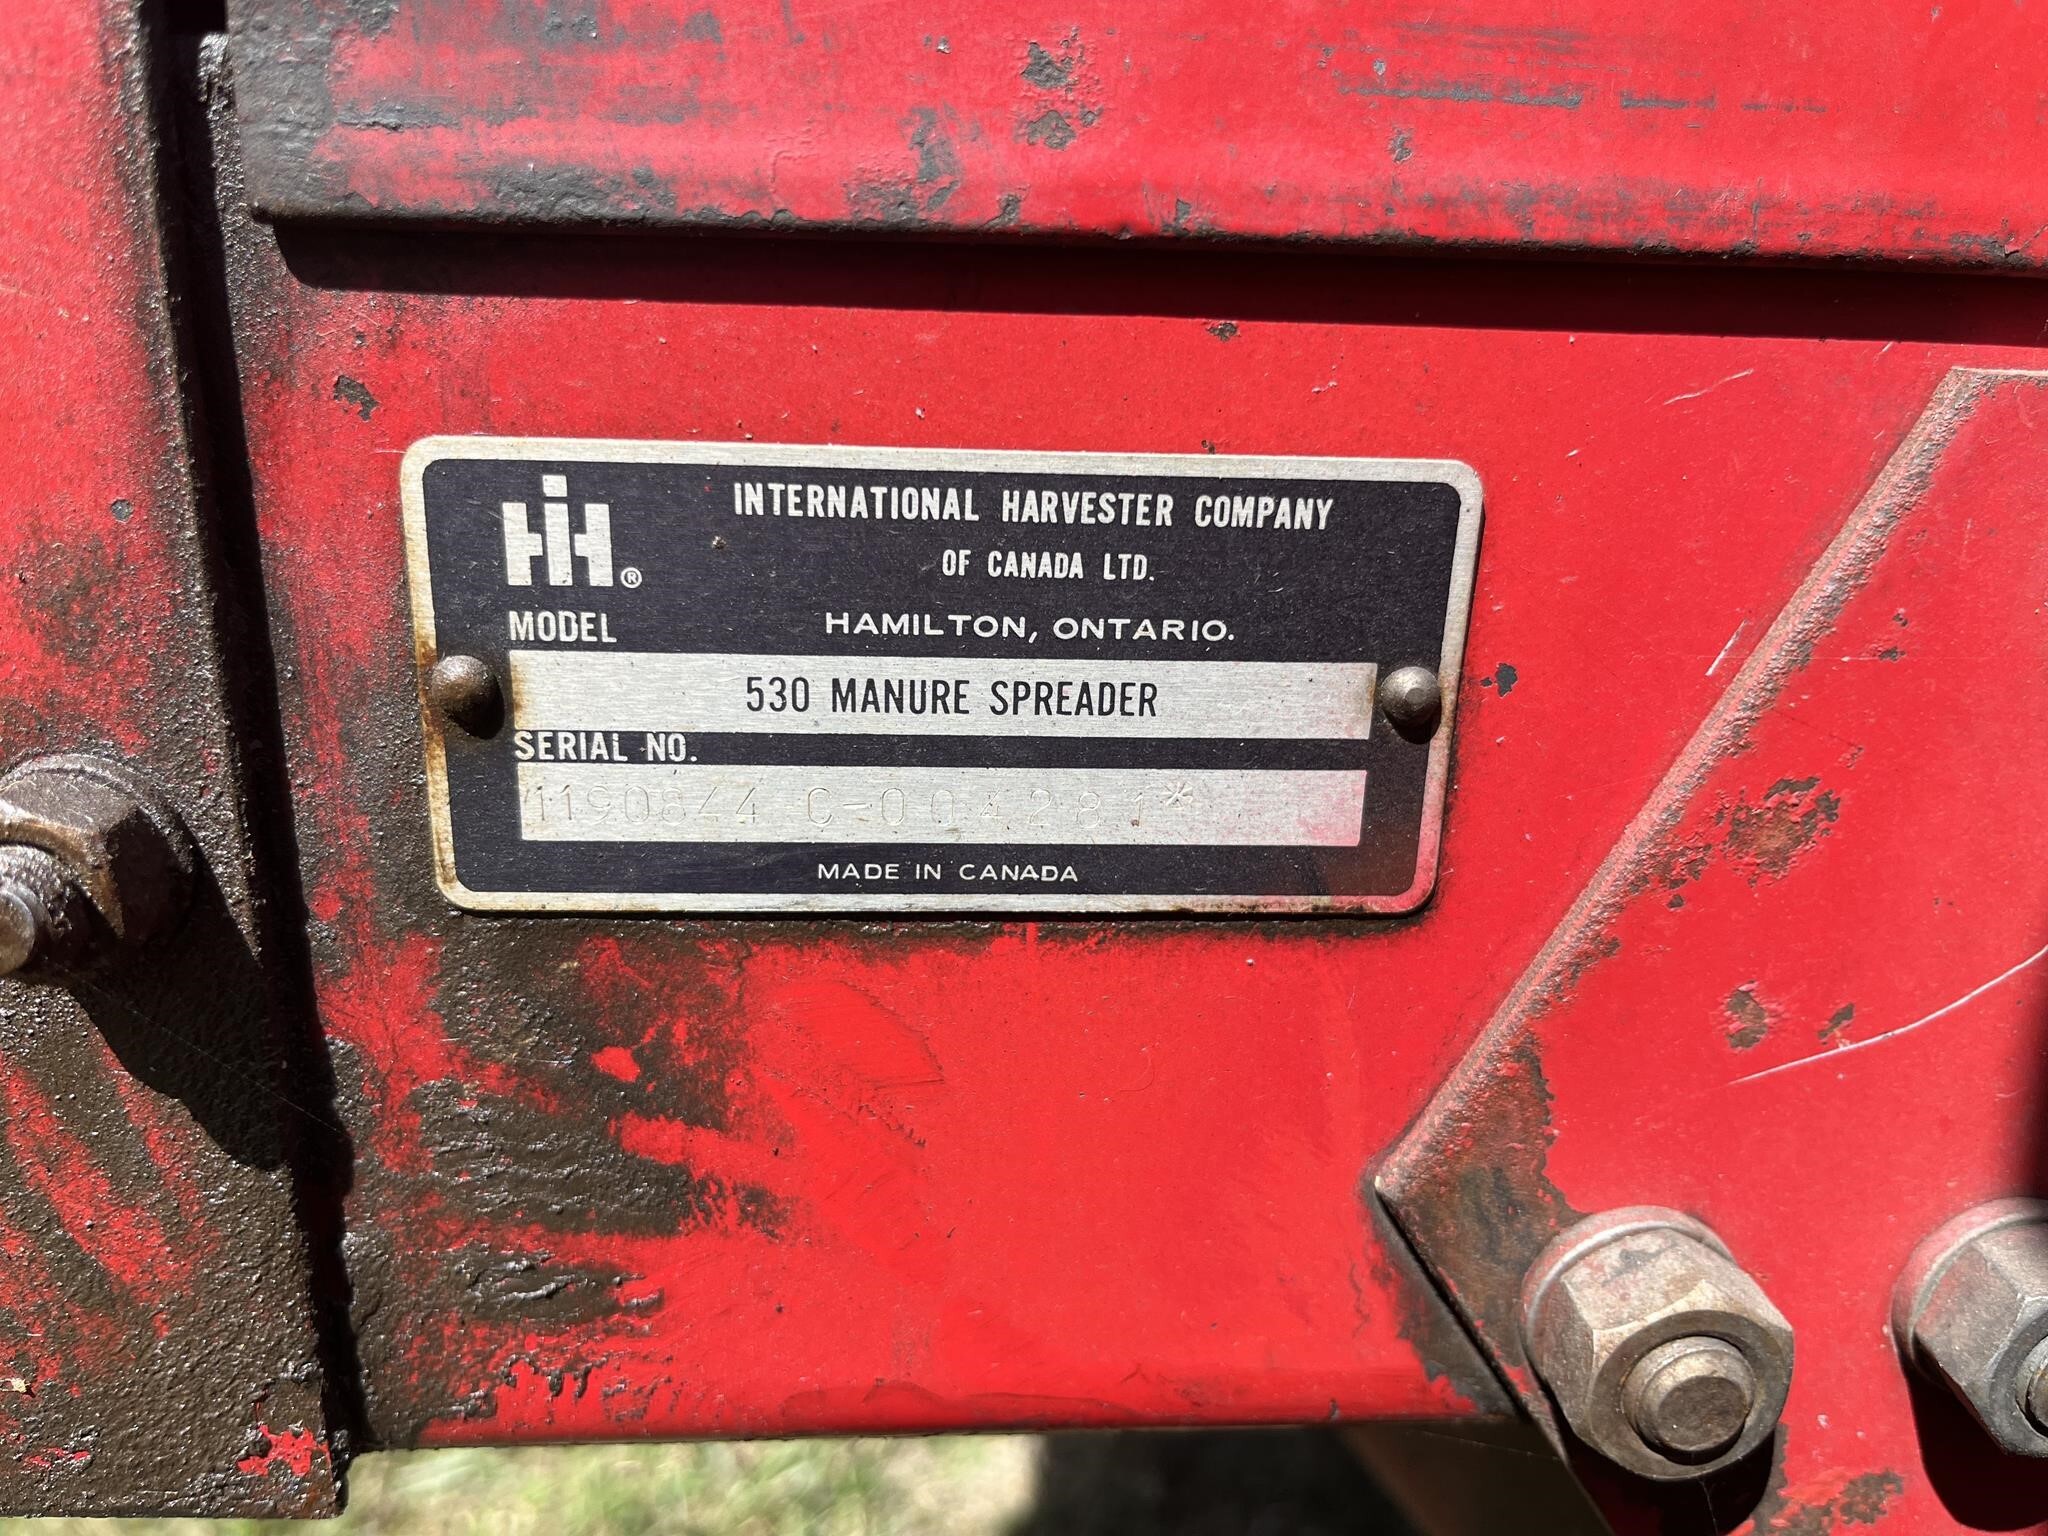 IH®
INTERNATIONAL HARVESTER COMPANY
OF CANADA LTD.
MODEL HAMILTON, ONTARIO.
530 MANURE SPREADER
SERIAL NO.
1190844 C-004281*
MADE IN CANADA